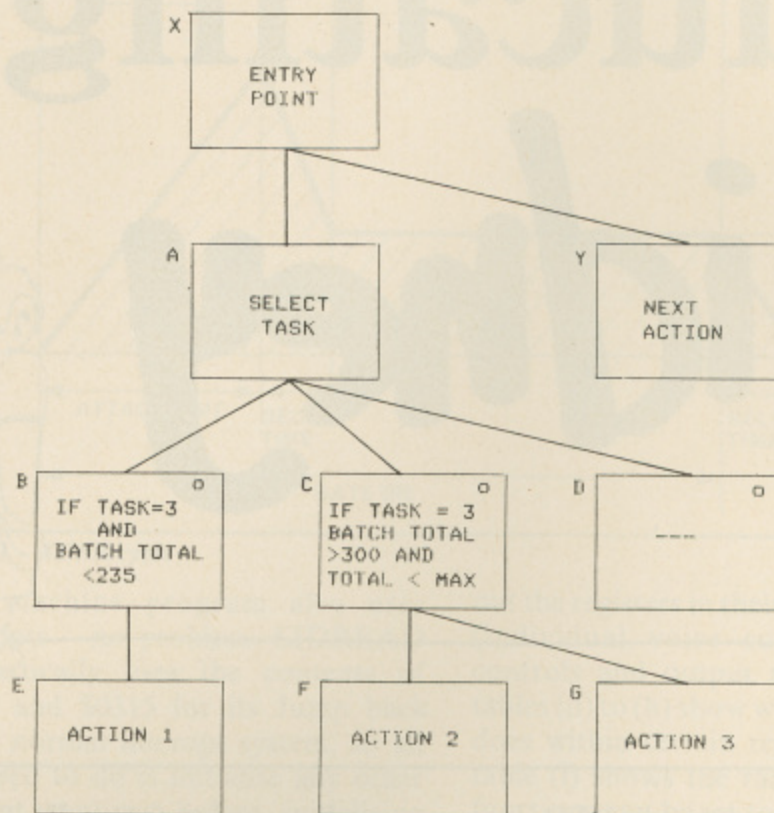 X
ENTRY
POINT
A
SELECT
TASK
Y
NEXT
ACTION
B
o
IF TASK=3
AND
BATCH TOTAL
<235
C
o
IF TASK = 3
BATCH TOTAL
>300 AND
TOTAL < MAX
D
o
---
E
ACTION 1
F
ACTION 2
G
ACTION 3